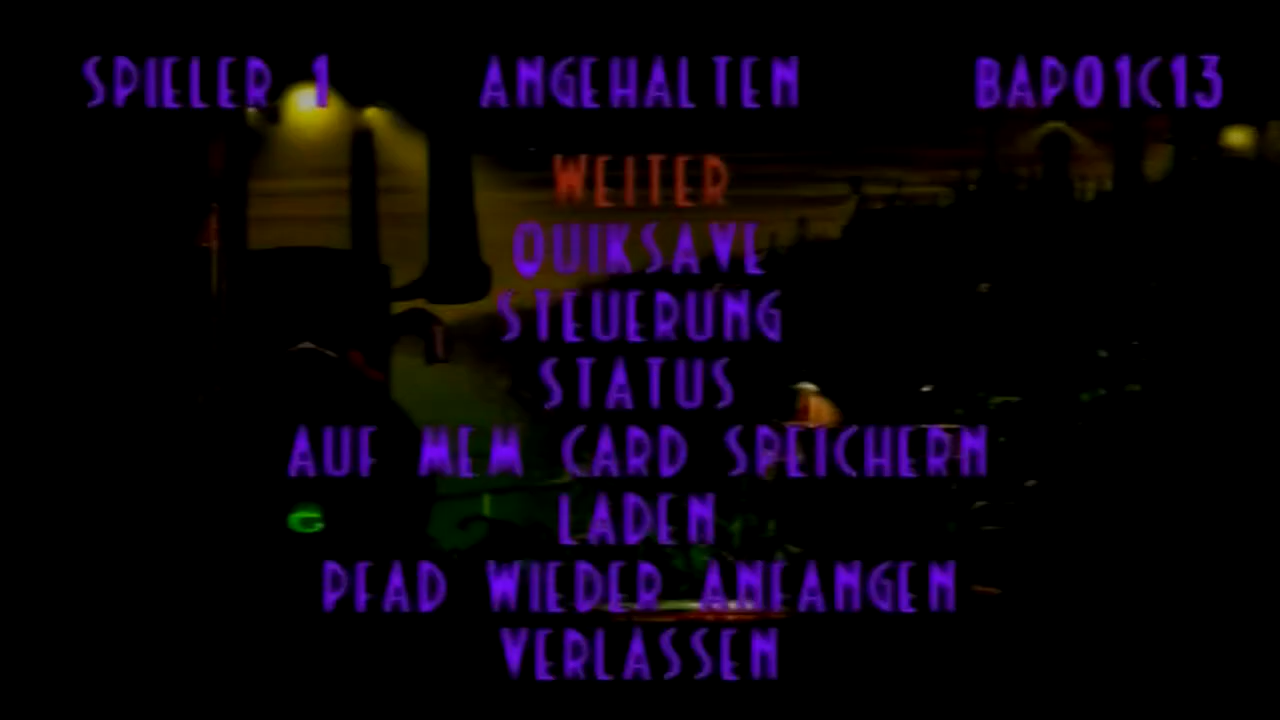 SPIELER 1 ANGEHALTEN BAP01C13
WEITER
QUIKSAVE
STEUERUNG
STATUS
AUF MEM CARD SPEICHERN
LADEN
PFAD WIEDER ANFANGEN
VERLASSEN